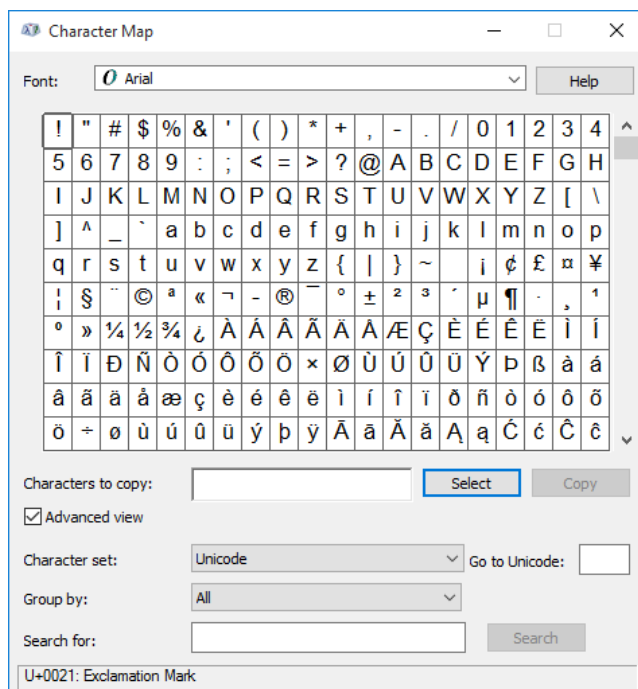 Character Map
Font: O Arial Help
! " # $ % & ' ( ) * + , - . / 0 1 2 3 4
5 6 7 8 9 : ; < = > ? @ A B C D E F G H
I J K L M N O P Q R S T U V W X Y Z [ \
] ^ _ ` a b c d e f g h i j k l m n o p
q r s t u v w x y z { | } ~   ¡ ¢ £ ¤ ¥
¦ § ¨ © ª « ¬ - ® ¯ ° ± ² ³ ´ µ ¶ · ¸ ¹
º » ¼ ½ ¾ ¿ À Á Â Ã Ä Å Æ Ç È É Ê Ë Ì Í
Î Ï Ð Ñ Ò Ó Ô Õ Ö × Ø Ù Ú Û Ü Ý Þ ß à á
â ã ä å æ ç è é ê ë ì í î ï ð ñ ò ó ô õ
ö ÷ ø ù ú û ü ý þ ÿ Ā ā Ă ă Ą ą Ć ć Ĉ ĉ
Characters to copy: Select Copy
Advanced view
Character set: Unicode Go to Unicode:
Group by: All
Search for: Search
U+0021: Exclamation Mark